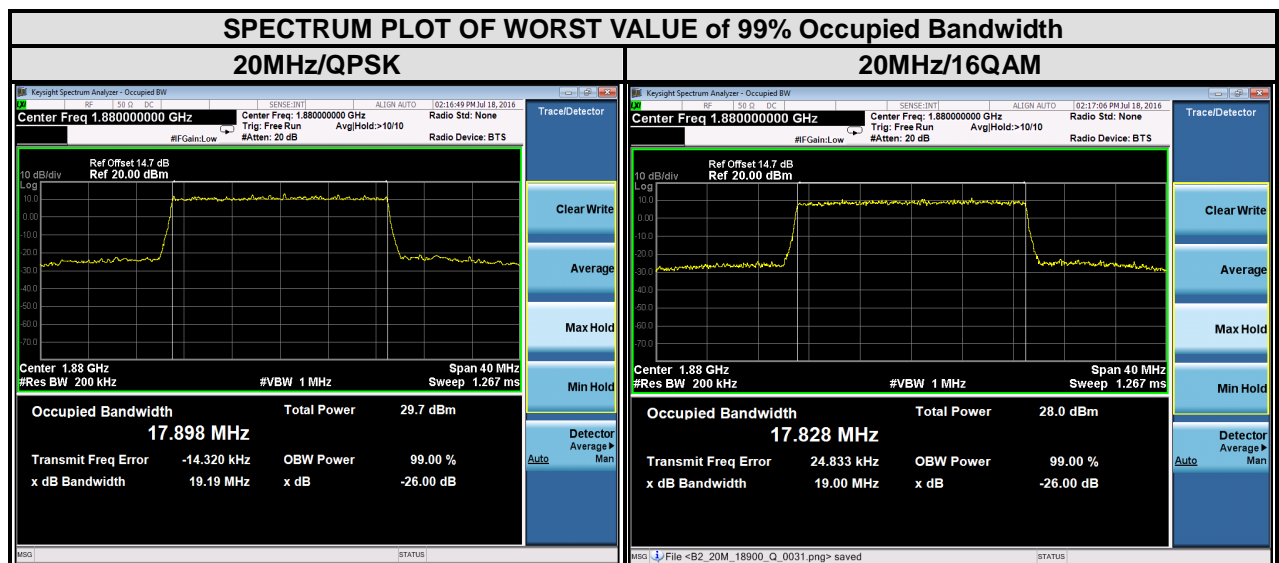 SPECTRUM PLOT OF WORST VALUE of 99% Occupied Bandwidth
20MHz/QPSK
20MHz/16QAM
Keysight Spectrum Analyzer - Occupied BW
LXI RF 50 Ω DC SENSE:INT ALIGN AUTO 02:16:49 PM Jul 18, 2016
Center Freq 1.880000000 GHz
Center Freq: 1.880000000 GHz
Radio Std: None
Trig: Free Run Avg|Hold:>10/10
#IFGain:Low #Atten: 20 dB Radio Device: BTS
Trace/Detector
Ref Offset 14.7 dB
10 dB/div Ref 20.00 dBm
Log
10.0
0.00
-10.0
-20.0
-30.0
-40.0
-50.0
-60.0
-70.0
Center 1.88 GHz Span 40 MHz
#Res BW 200 kHz #VBW 1 MHz Sweep 1.267 ms
Occupied Bandwidth Total Power 29.7 dBm
17.898 MHz
Transmit Freq Error -14.320 kHz OBW Power 99.00 %
x dB Bandwidth 19.19 MHz x dB -26.00 dB
Clear Write
Average
Max Hold
Min Hold
Detector
Average
Auto Man
MSG STATUS
Keysight Spectrum Analyzer - Occupied BW
LXI RF 50 Ω DC SENSE:INT ALIGN AUTO 02:17:06 PM Jul 18, 2016
Center Freq 1.880000000 GHz
Center Freq: 1.880000000 GHz
Radio Std: None
Trig: Free Run Avg|Hold:>10/10
#IFGain:Low #Atten: 20 dB Radio Device: BTS
Trace/Detector
Ref Offset 14.7 dB
10 dB/div Ref 20.00 dBm
Log
10.0
0.00
-10.0
-20.0
-30.0
-40.0
-50.0
-60.0
-70.0
Center 1.88 GHz Span 40 MHz
#Res BW 200 kHz #VBW 1 MHz Sweep 1.267 ms
Occupied Bandwidth Total Power 28.0 dBm
17.828 MHz
Transmit Freq Error 24.833 kHz OBW Power 99.00 %
x dB Bandwidth 19.00 MHz x dB -26.00 dB
Clear Write
Average
Max Hold
Min Hold
Detector
Average
Auto Man
MSG File <B2_20M_18900_Q_0031.png> saved STATUS